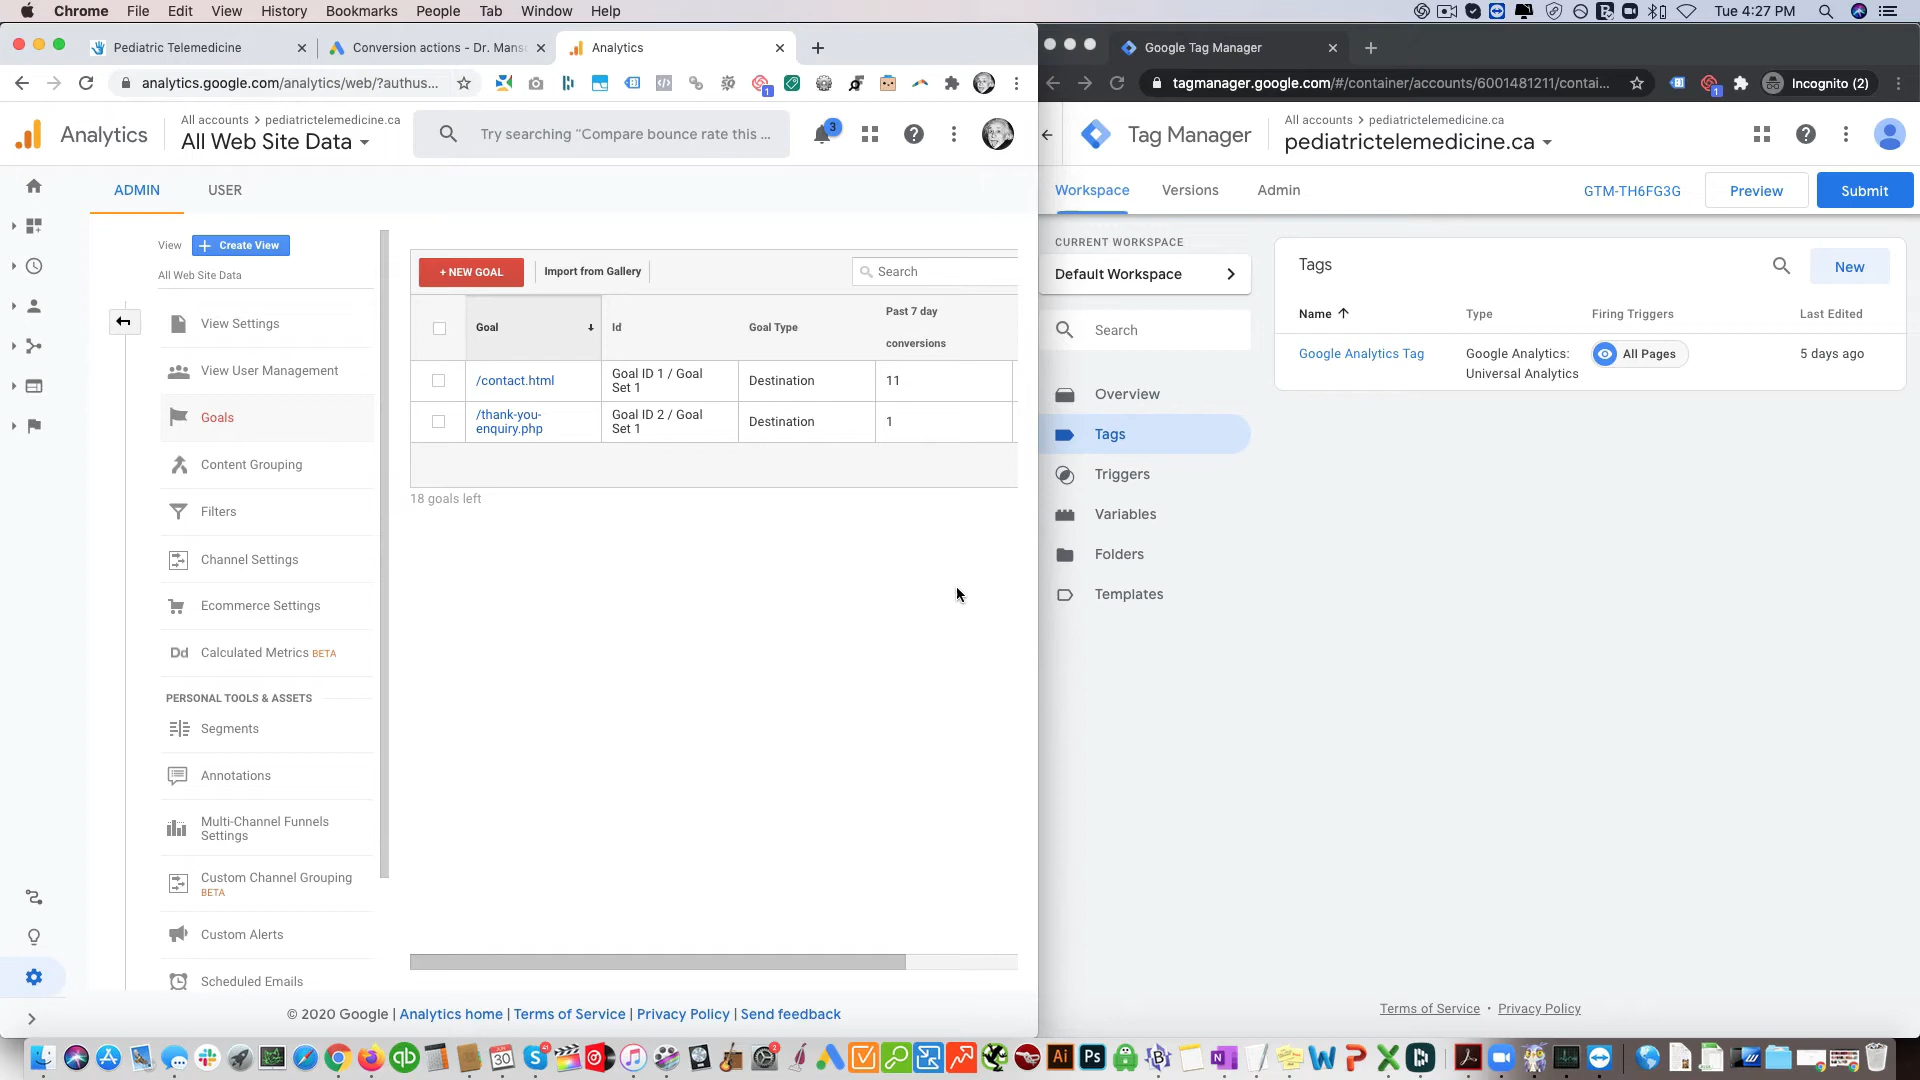 Chrome File Edit View History Bookmarks People Tab Window Help
Tue 4:27 PM
Pediatric Telemedicine
Conversion actions - Dr. Manso
Analytics
analytics.google.com/analytics/web/?authus...
1
Analytics
All accounts > pediatrictelemedicine.ca
All Web Site Data
Try searching “Compare bounce rate this ...
3
ADMIN
USER
View
Create View
All Web Site Data
View Settings
View User Management
Goals
Content Grouping
Filters
Channel Settings
Ecommerce Settings
Dd Calculated Metrics BETA
PERSONAL TOOLS & ASSETS
Segments
Annotations
Multi-Channel Funnels
Settings
Custom Channel Grouping
BETA
Custom Alerts
Scheduled Emails
+ NEW GOAL
Import from Gallery
Search
Goal
Id
Goal Type
Past 7 day
conversions
/contact.html
Goal ID 1 / Goal
Set 1
Destination
11
/thank-you-
enquiry.php
Goal ID 2 / Goal
Set 1
Destination
1
18 goals left
© 2020 Google | Analytics home | Terms of Service | Privacy Policy | Send feedback
Google Tag Manager
tagmanager.google.com/#/container/accounts/6001481211/contai...
1
Incognito (2)
Tag Manager
All accounts > pediatrictelemedicine.ca
pediatrictelemedicine.ca
Workspace
Versions
Admin
GTM-TH6FG3G
Preview
Submit
CURRENT WORKSPACE
Default Workspace
Search
Overview
Tags
Triggers
Variables
Folders
Templates
Tags
New
Name
Type
Firing Triggers
Last Edited
Google Analytics Tag
Google Analytics:
Universal Analytics
All Pages
5 days ago
Terms of Service · Privacy Policy
30
Ai
Ps